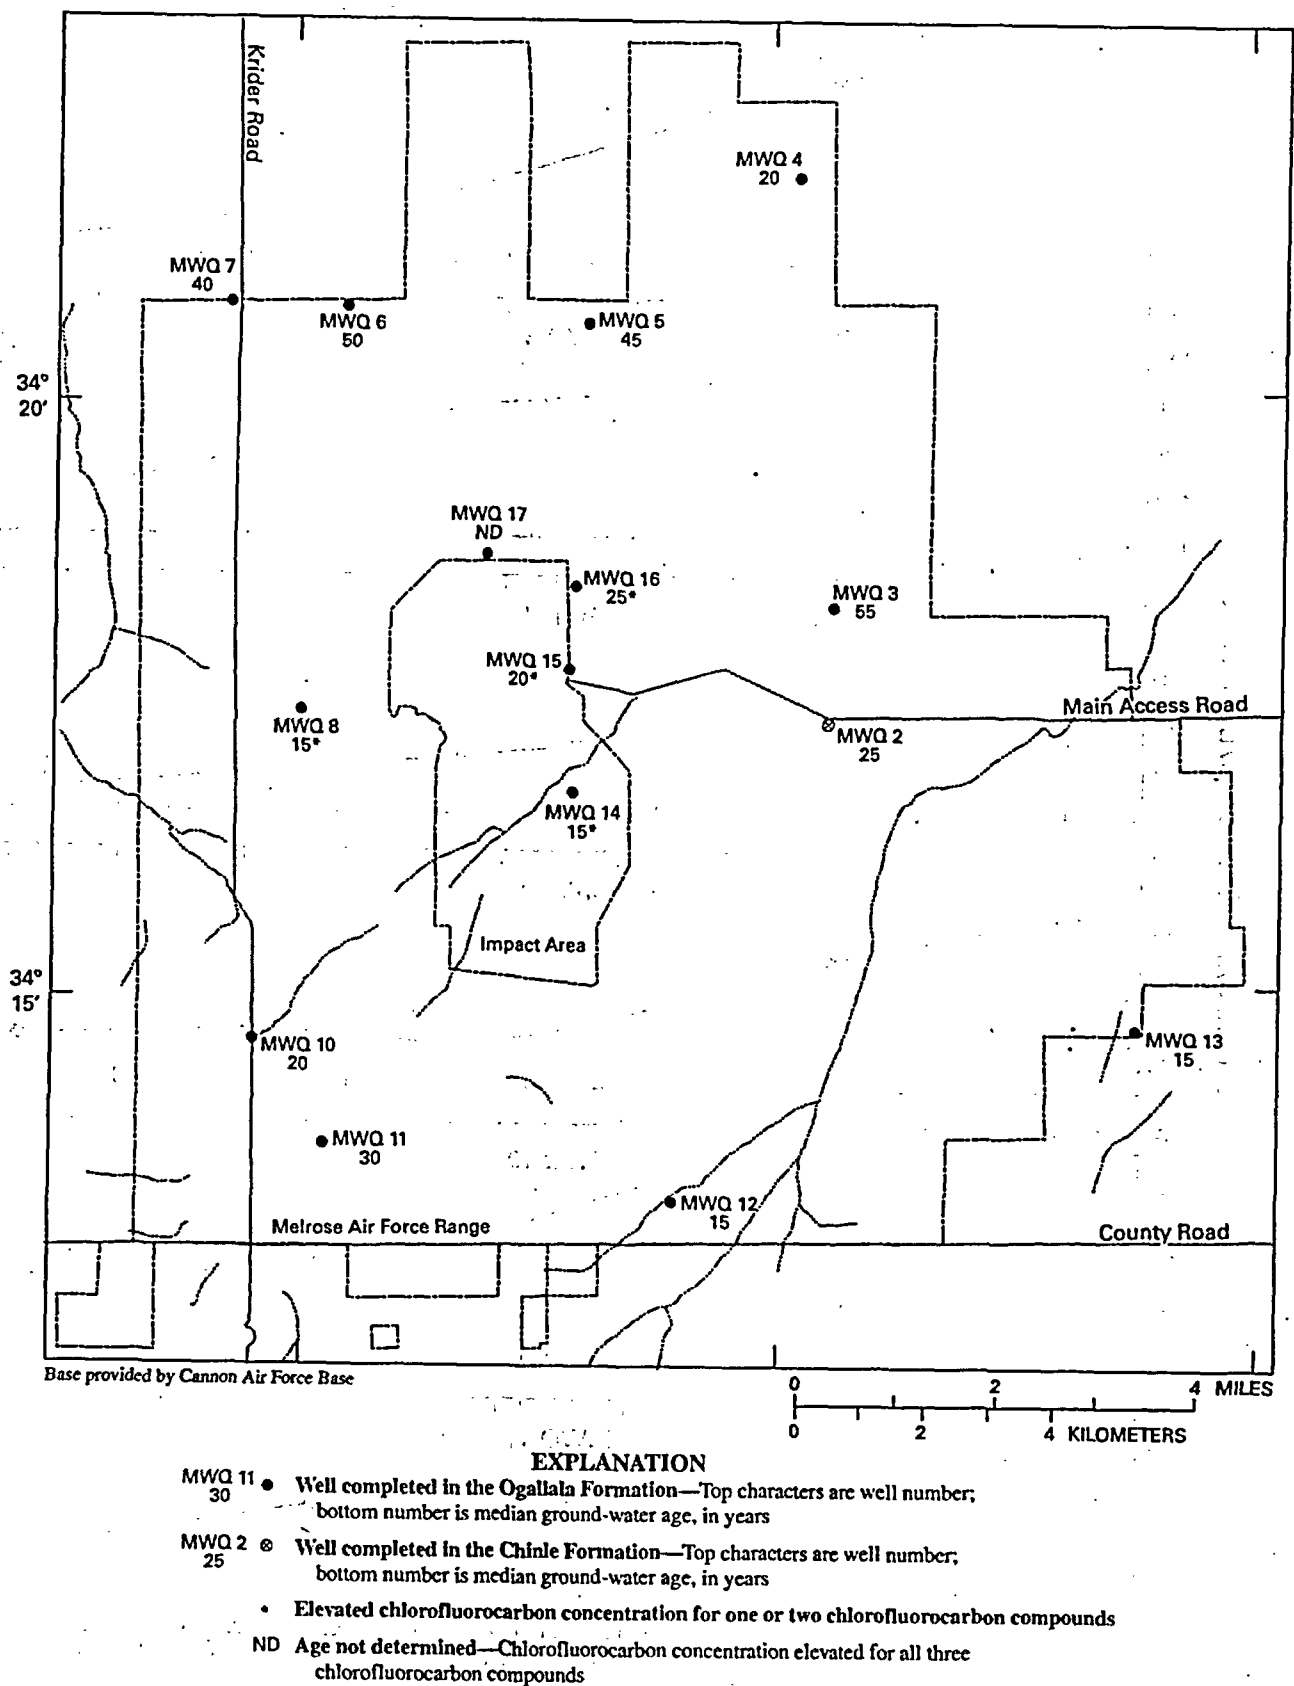 Krider Road
MWQ 4
20
MWQ 7
40
MWQ 6
50
MWQ 5
45
34°
20'
MWQ 17
ND
MWQ 16
25*
MWQ 3
55
MWQ 15
20*
MWQ 8
15*
Main Access Road
MWQ 2
25
MWQ 14
15*
Impact Area
34°
15'
MWQ 10
20
MWQ 13
15
MWQ 11
30
MWQ 12
15
Melrose Air Force Range
County Road
Base provided by Cannon Air Force Base
0 2 4 MILES
0 2 4 KILOMETERS
EXPLANATION
MWQ 11
30
Well completed in the Ogallala Formation—Top characters are well number;
bottom number is median ground-water age, in years
MWQ 2
25
Well completed in the Chinle Formation—Top characters are well number;
bottom number is median ground-water age, in years
* Elevated chlorofluorocarbon concentration for one or two chlorofluorocarbon compounds
ND Age not determined—Chlorofluorocarbon concentration elevated for all three
chlorofluorocarbon compounds